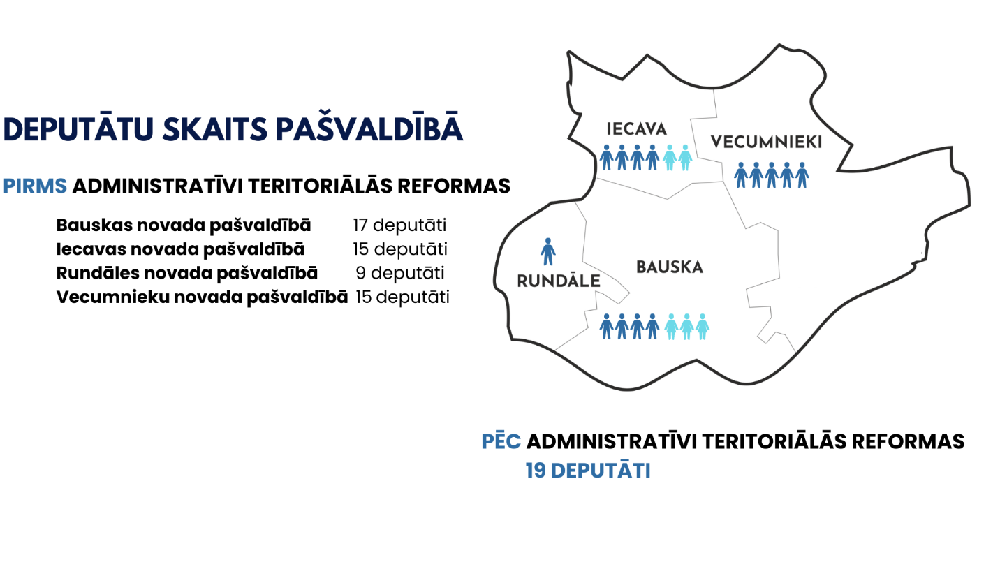 DEPUTĀTU SKAITS PAŠVALDĪBĀ
PIRMS ADMINISTRATĪVI TERITORIĀLĀS REFORMAS
Bauskas novada pašvaldībā 17 deputāti
Iecavas novada pašvaldībā 15 deputāti
Rundāles novada pašvaldībā 9 deputāti
Vecumnieku novada pašvaldībā 15 deputāti
IECAVA
VECUMNIEKI
BAUSKA
RUNDĀLE
PĒC ADMINISTRATĪVI TERITORIĀLĀS REFORMAS
19 DEPUTĀTI